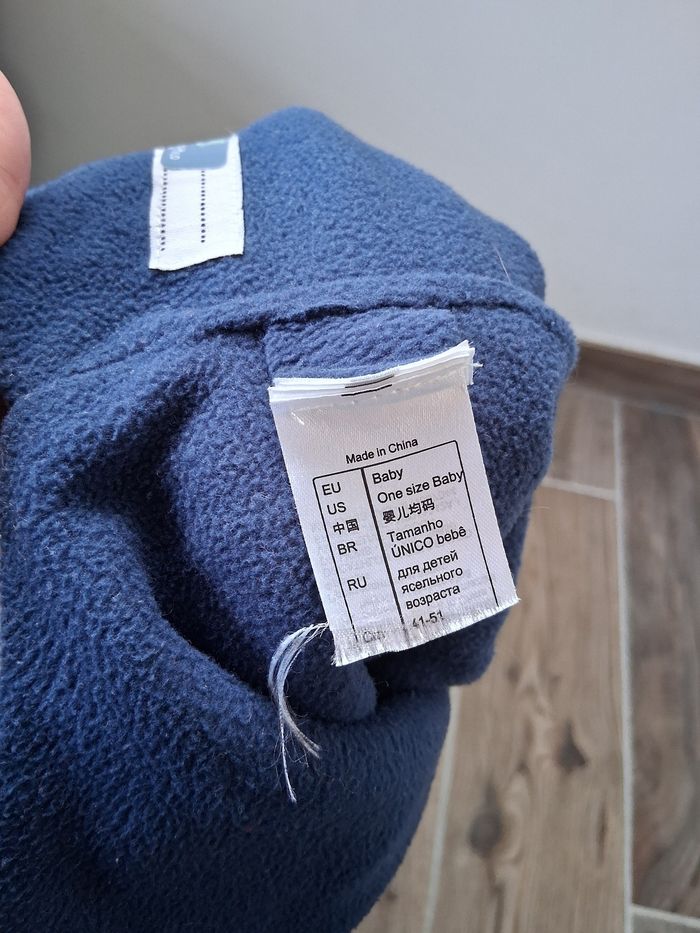 Made in China
EU Baby
US One size Baby
中国 婴儿均码
BR Tamanho
ÚNICO bebê
RU для детей
ясельного
возраста
41-51